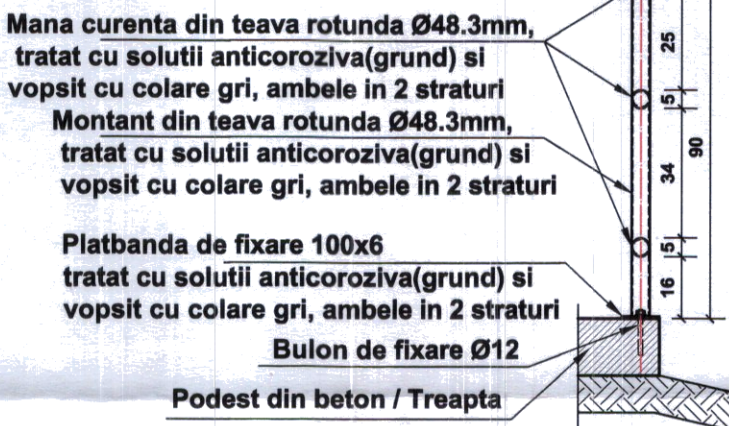 Mana curenta din teava rotunda Ø48.3mm,
tratat cu solutii anticoroziva(grund) si
vopsit cu colare gri, ambele in 2 straturi
Montant din teava rotunda Ø48.3mm,
tratat cu solutii anticoroziva(grund) si
vopsit cu colare gri, ambele in 2 straturi
Platbanda de fixare 100x6
tratat cu solutii anticoroziva(grund) si
vopsit cu colare gri, ambele in 2 straturi
Bulon de fixare Ø12
Podest din beton / Treapta
25
5
34
5
16
90